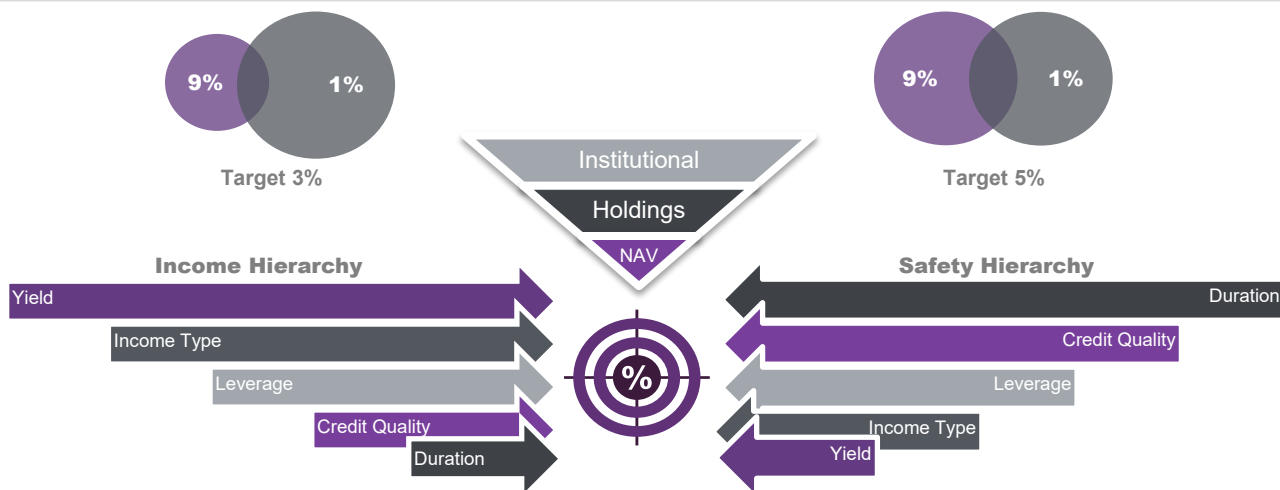 9%
1%
Target 3%
9%
1%
Target 5%
Institutional
Holdings
NAV
Income Hierarchy
Yield
Income Type
Leverage
Credit Quality
Duration
%
Safety Hierarchy
Duration
Credit Quality
Leverage
Income Type
Yield